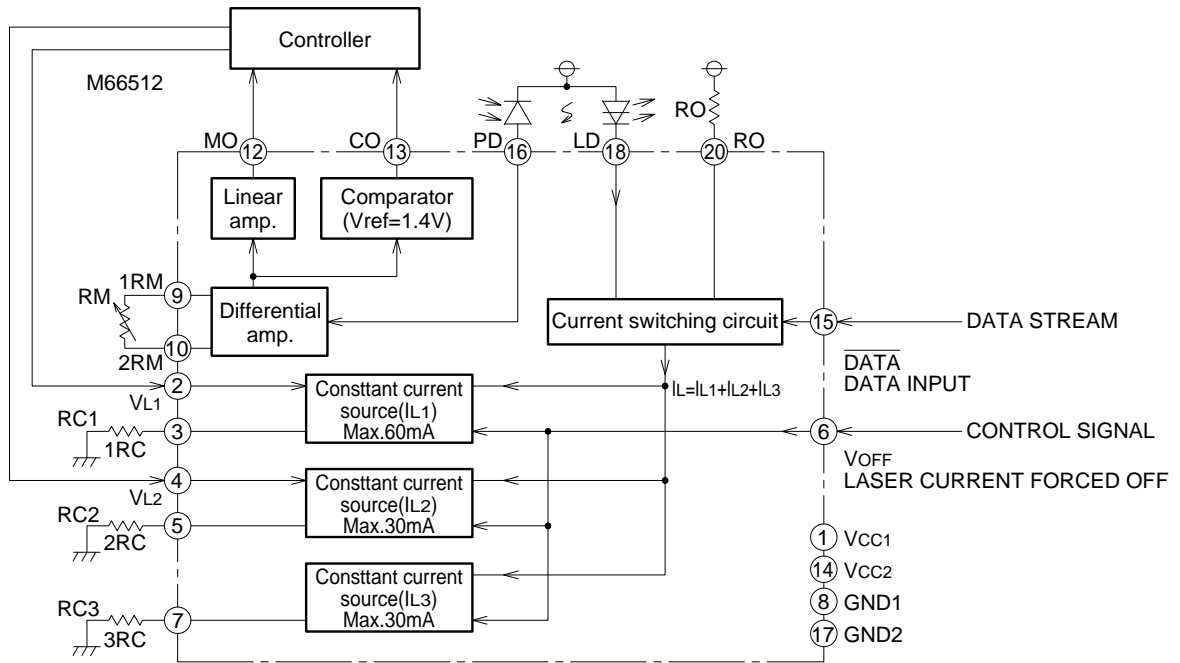 Controller
M66512
RO
MO
CO
PD
LD
RO
12
13
16
18
20
Linear
amp.
Comparator
(Vref=1.4V)
1RM
9
RM
Differential
amp.
Current switching circuit
15
DATA STREAM
10
2RM
DATA
DATA INPUT
2
VL1
Consttant current
source(IL1)
Max.60mA
IL=IL1+IL2+IL3
RC1
3
1RC
6
CONTROL SIGNAL
VOFF
LASER CURRENT FORCED OFF
4
VL2
Consttant current
source(IL2)
Max.30mA
RC2
5
2RC
1 VCC1
14 VCC2
Consttant current
source(IL3)
Max.30mA
8 GND1
RC3
7
3RC
17 GND2